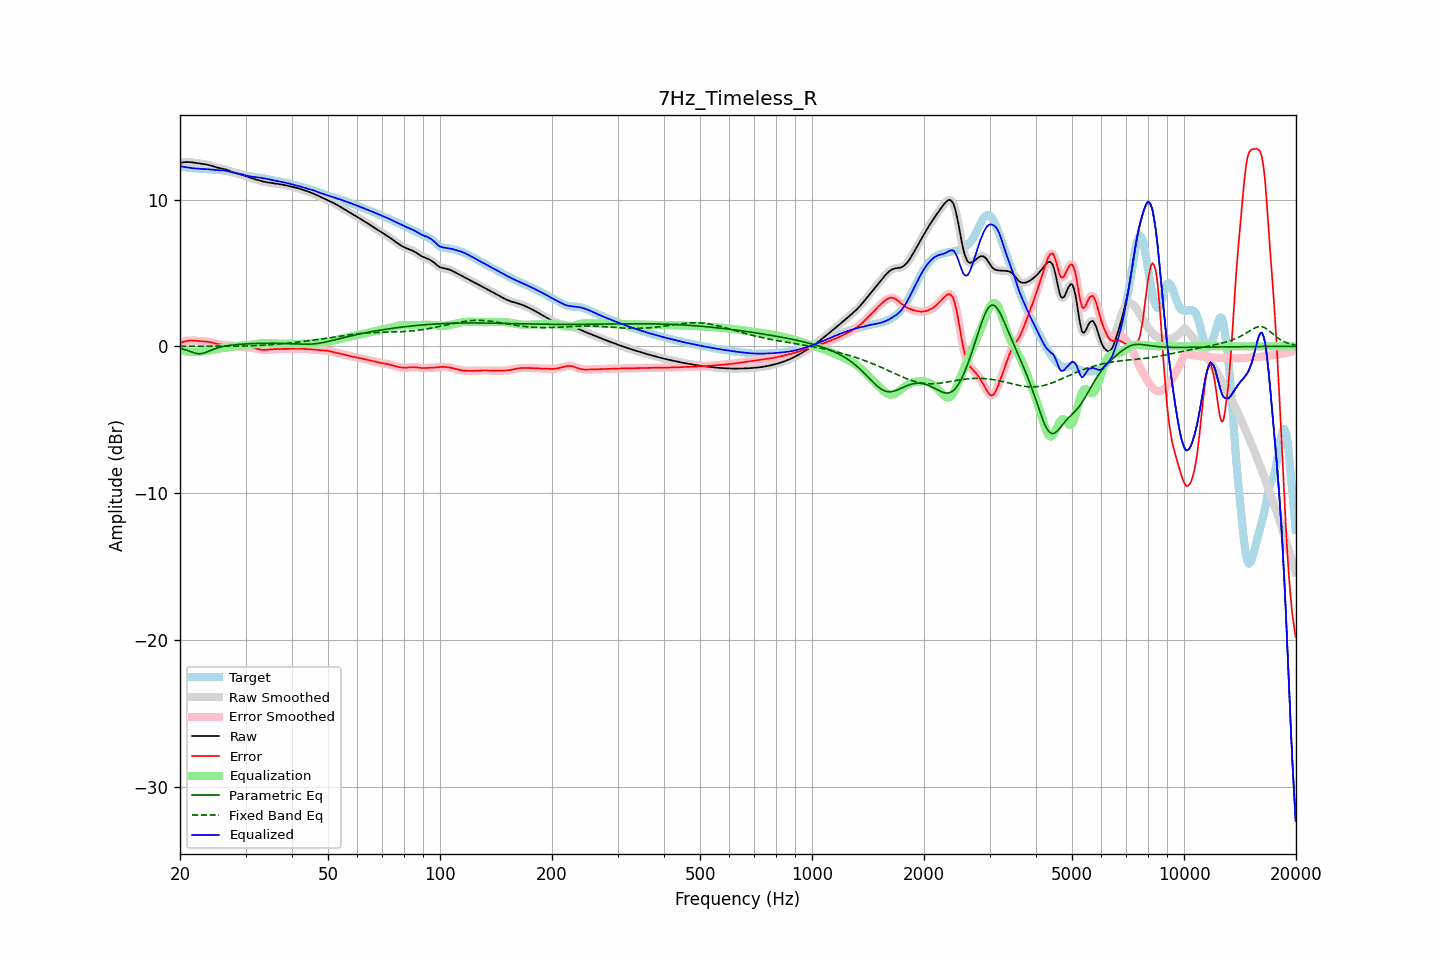 7Hz_Timeless_R
Amplitude (dBr)
10
0
−10
−20
−30
Target
Raw Smoothed
Error Smoothed
Raw
Error
Equalization
Parametric Eq
Fixed Band Eq
Equalized
20 50 100 200 500 1000 2000 5000 10000 20000
Frequency (Hz)